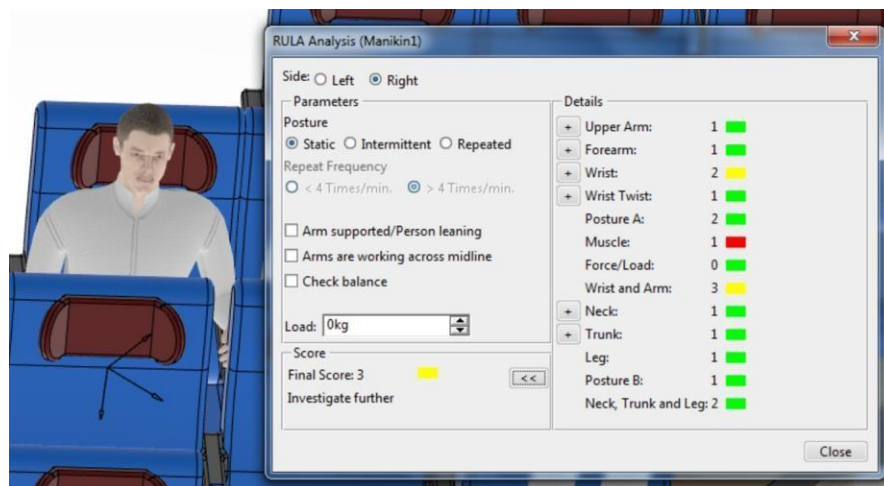 RULA Analysis (Manikin1)
X
Side: Left Right
Parameters
Posture
Static Intermittent Repeated
Repeat Frequency
< 4 Times/min. > 4 Times/min.
Arm supported/Person leaning
Arms are working across midline
Check balance
Load: 0kg
Score
Final Score: 3
<<
Investigate further
Details
+ Upper Arm: 1
+ Forearm: 1
+ Wrist: 2
+ Wrist Twist: 1
Posture A: 2
Muscle: 1
Force/Load: 0
Wrist and Arm: 3
+ Neck: 1
+ Trunk: 1
Leg: 1
Posture B: 1
Neck, Trunk and Leg: 2
Close